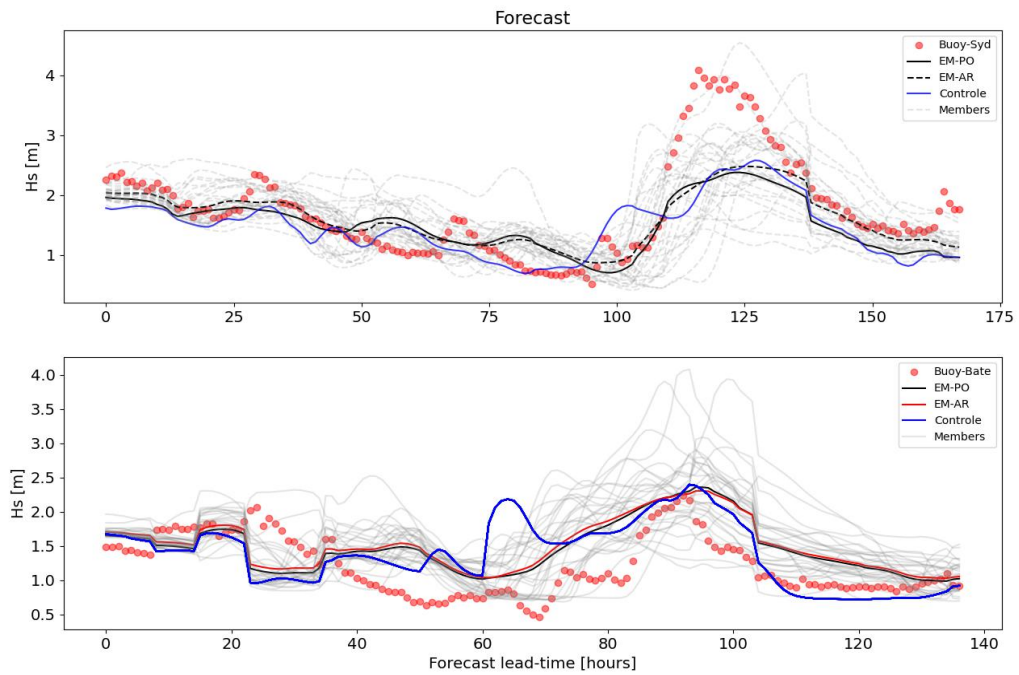 Forecast
Hs [m]
4
3
2
1
0 25 50 75 100 125 150 175
Buoy-Syd
EM-PO
EM-AR
Controle
Members
Hs [m]
4.0
3.5
3.0
2.5
2.0
1.5
1.0
0.5
0 20 40 60 80 100 120 140
Buoy-Bate
EM-PO
EM-AR
Controle
Members
Forecast lead-time [hours]